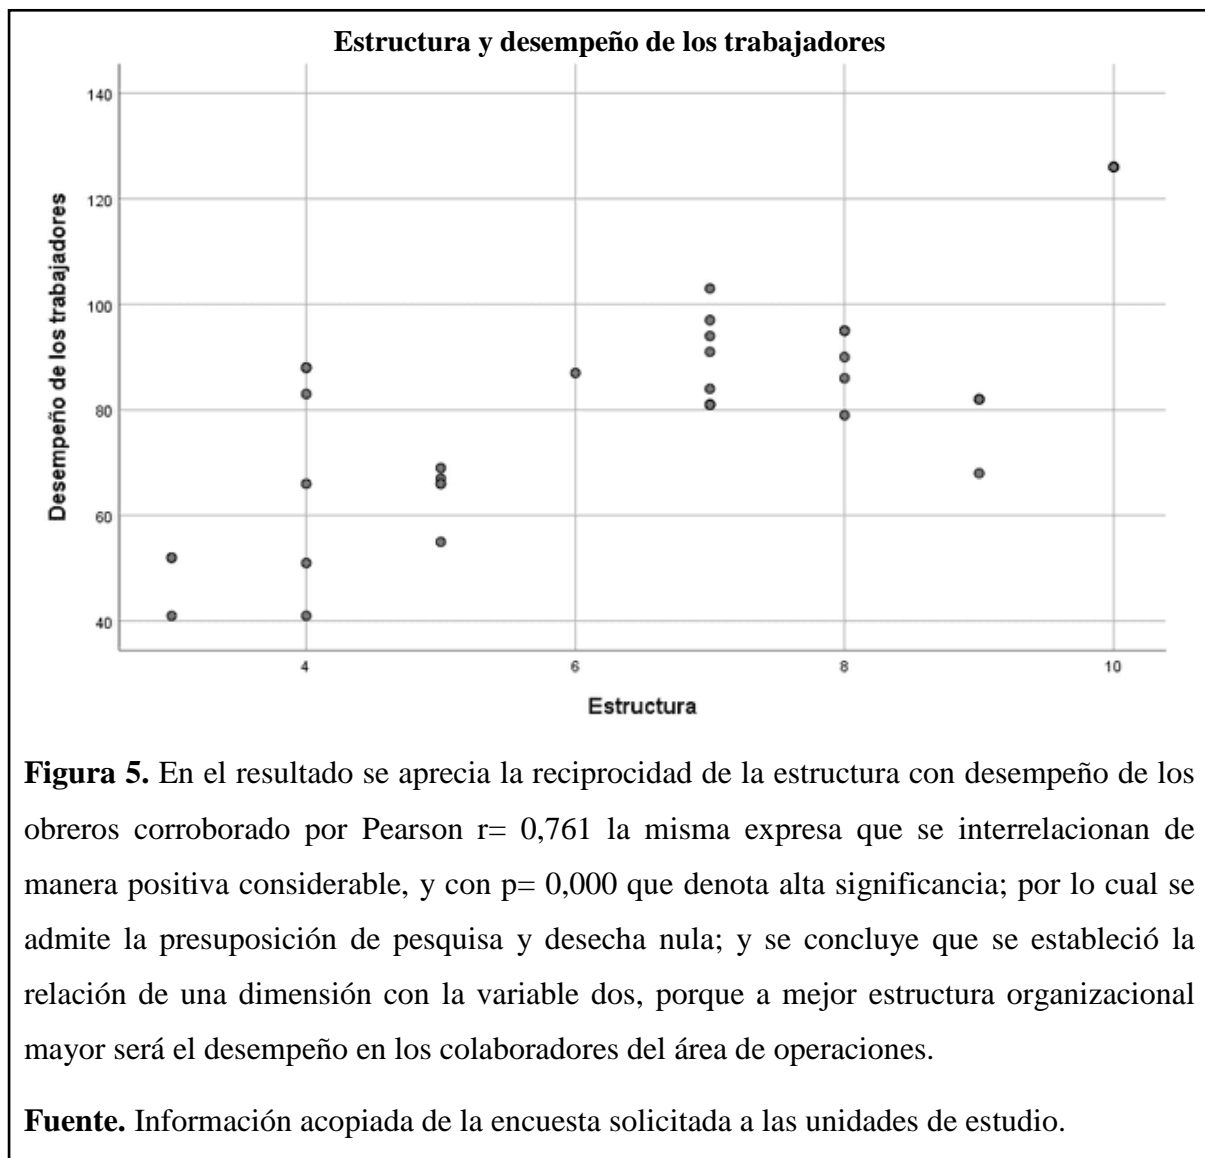 Estructura y desempeño de los trabajadores
140
120
100
80
60
40
Desempeño de los trabajadores
4 6 8 10
Estructura
Figura 5. En el resultado se aprecia la reciprocidad de la estructura con desempeño de los
obreros corroborado por Pearson r= 0,761 la misma expresa que se interrelacionan de
manera positiva considerable, y con p= 0,000 que denota alta significancia; por lo cual se
admite la presuposición de pesquisa y desecha nula; y se concluye que se estableció la
relación de una dimensión con la variable dos, porque a mejor estructura organizacional
mayor será el desempeño en los colaboradores del área de operaciones.
Fuente. Información acopiada de la encuesta solicitada a las unidades de estudio.